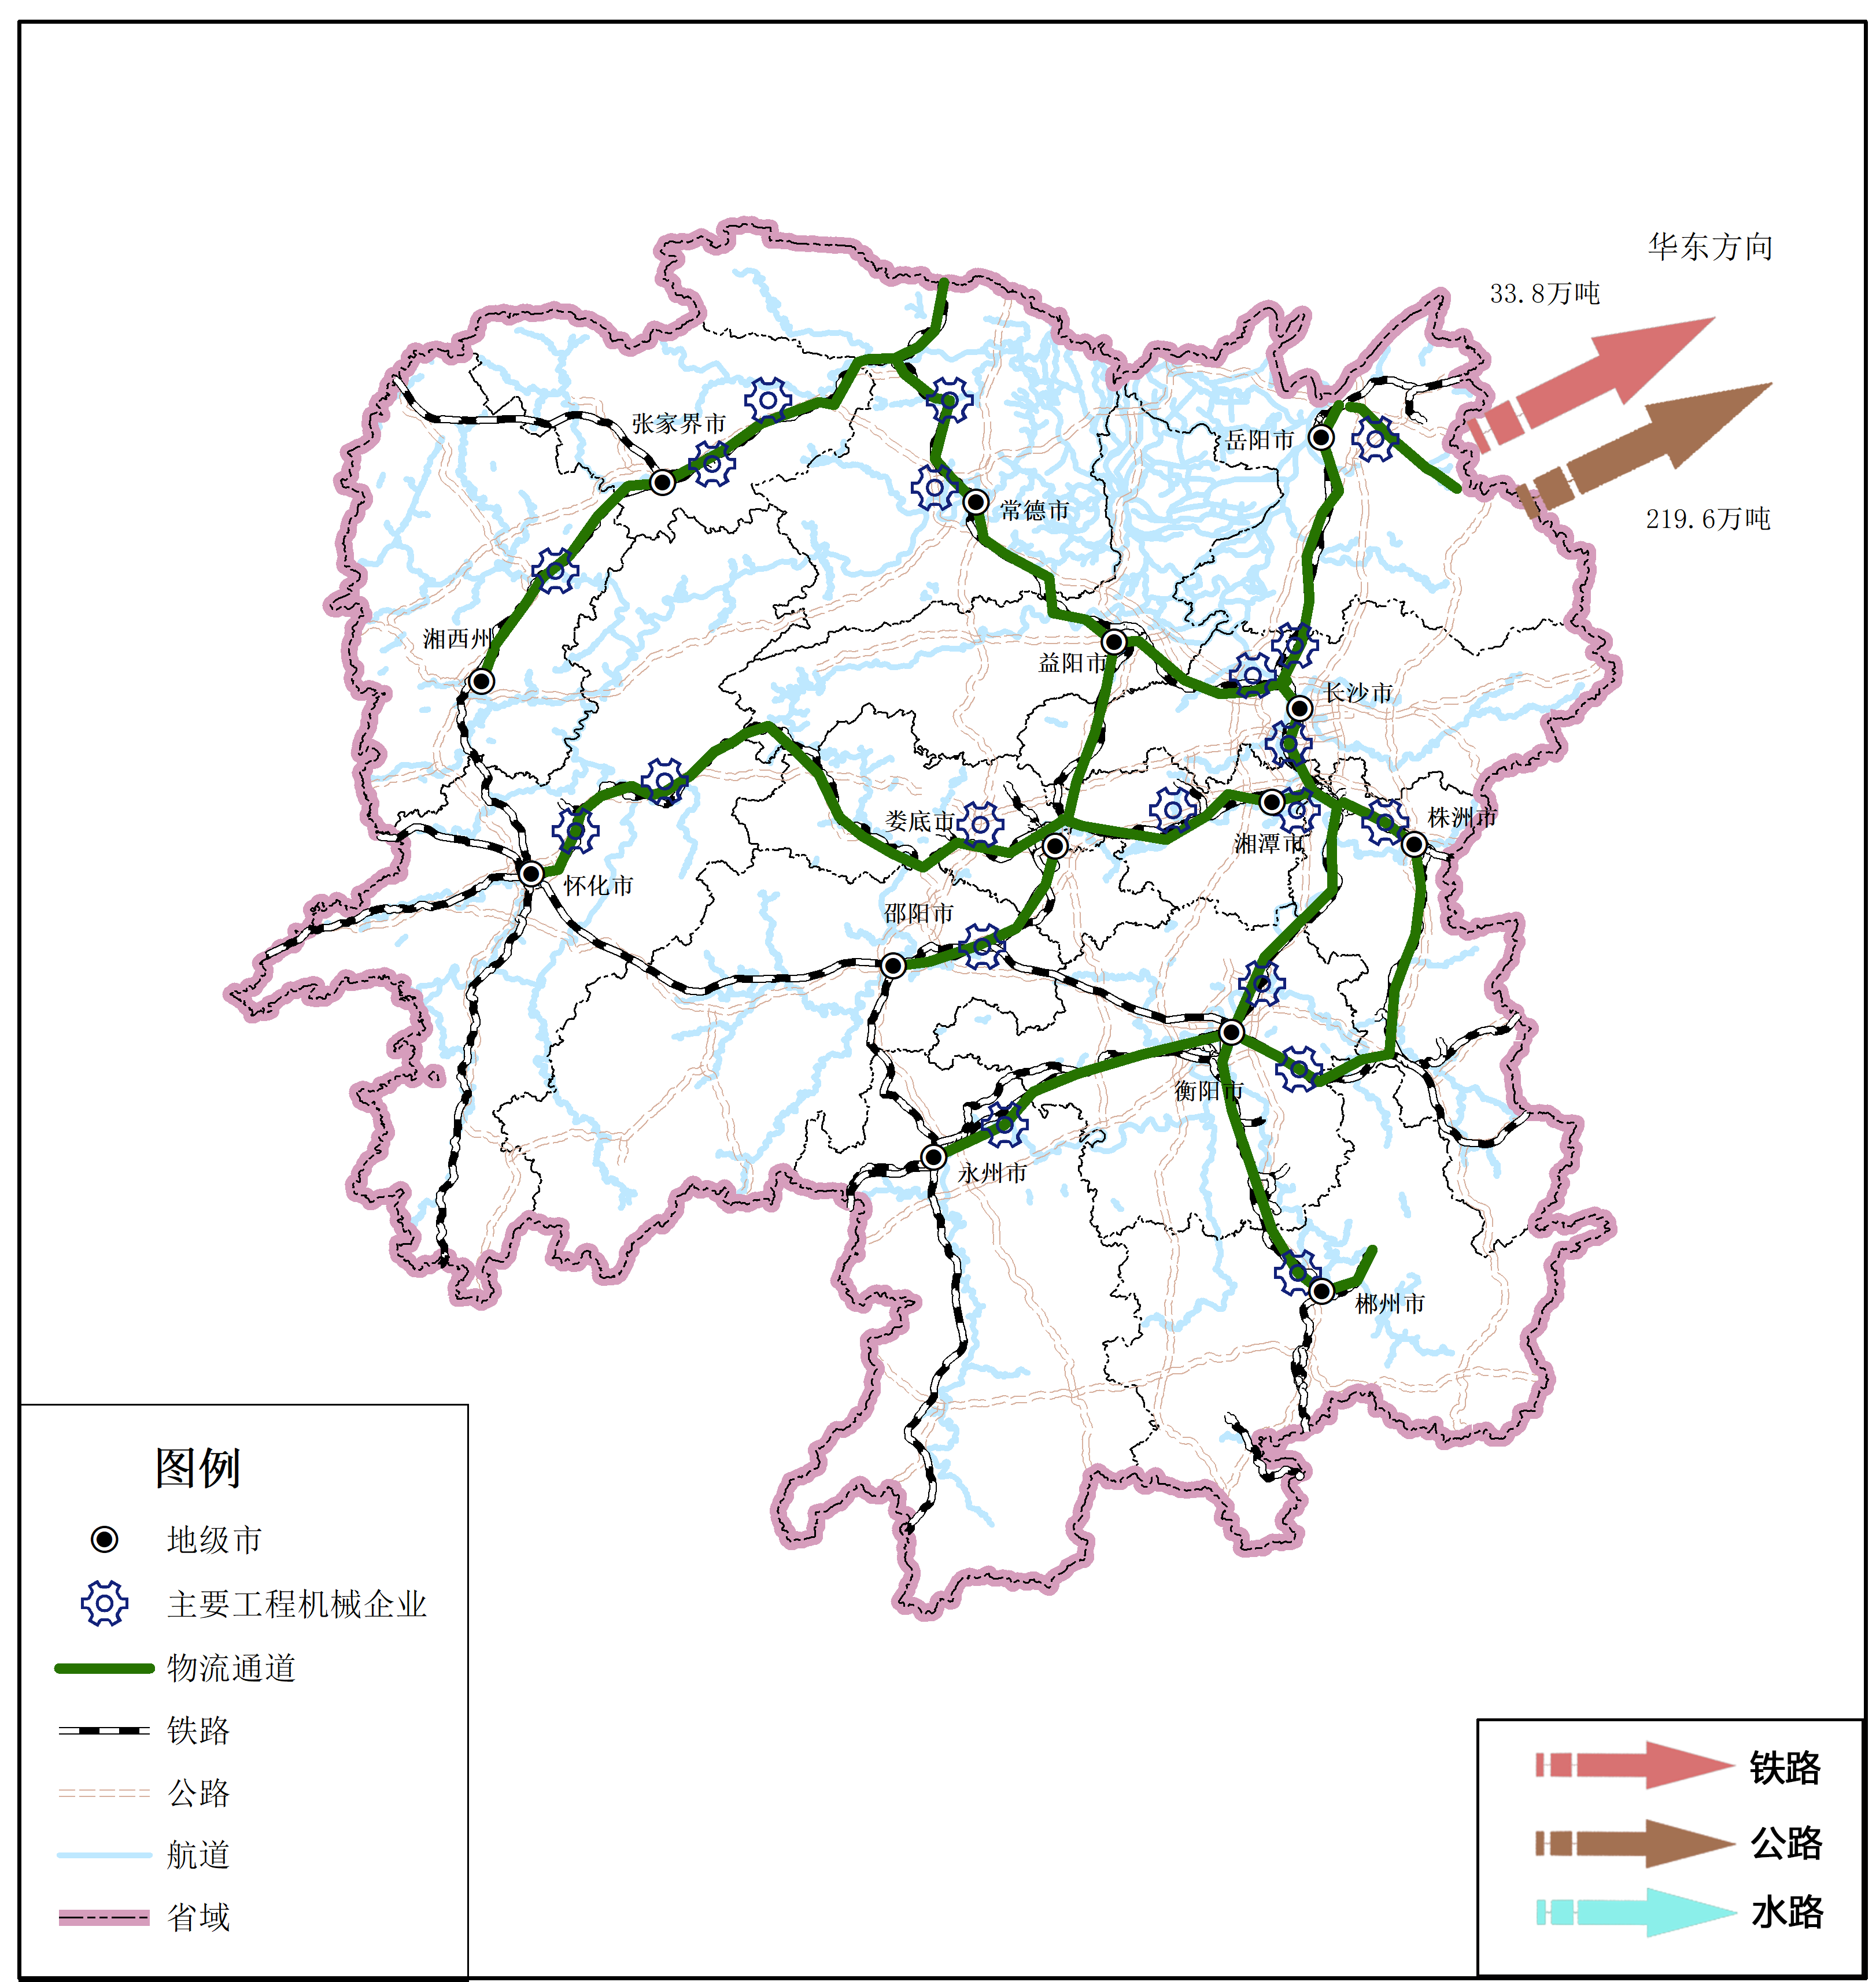 华东方向
33.8万吨
219.6万吨
张家界市
岳阳市
常德市
湘西州
益阳市
长沙市
娄底市
株洲市
湘潭市
怀化市
邵阳市
衡阳市
永州市
郴州市
图例
地级市
主要工程机械企业
物流通道
铁路
公路
航道
省域
铁路
公路
水路